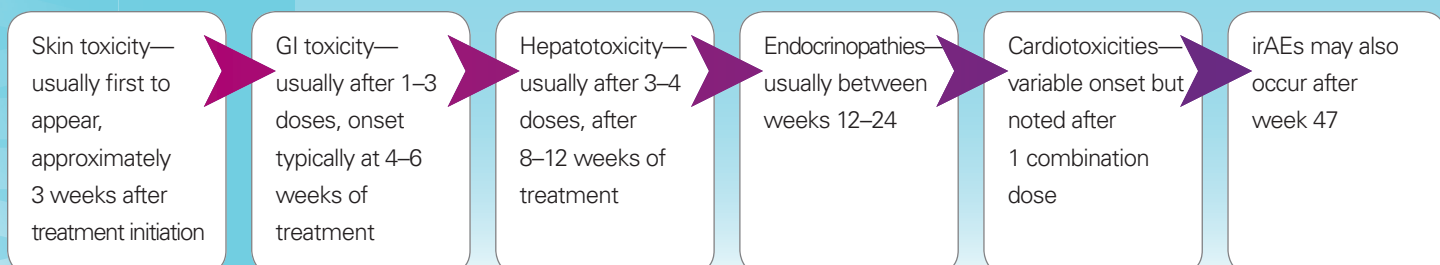 Skin toxicity—
usually first to
appear,
approximately
3 weeks after
treatment initiation
GI toxicity—
usually after 1–3
doses, onset
typically at 4–6
weeks of
treatment
Hepatotoxicity—
usually after 3–4
doses, after
8–12 weeks of
treatment
Endocrinopathies—
usually between
weeks 12–24
Cardiotoxicities—
variable onset but
noted after
1 combination
dose
irAEs may also
occur after
week 47